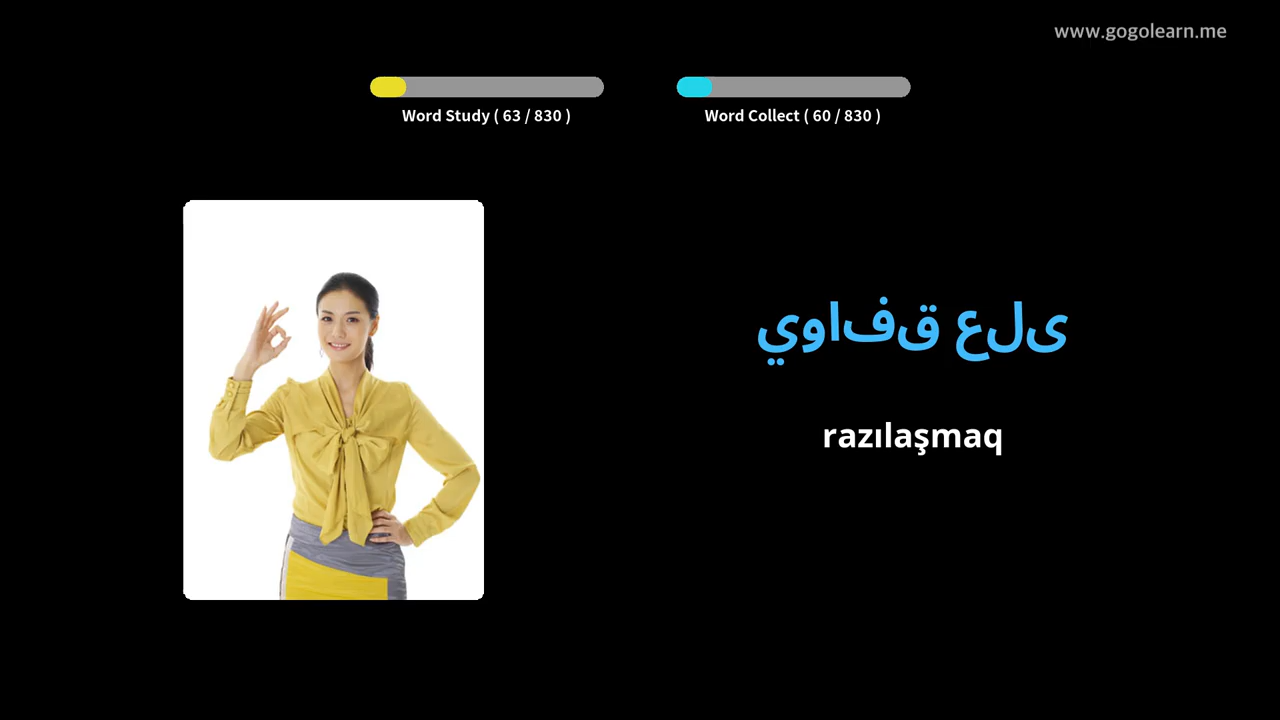 www.gogolearn.me
Word Study ( 63 / 830 )
Word Collect ( 60 / 830 )
يوافق على
razılaşmaq